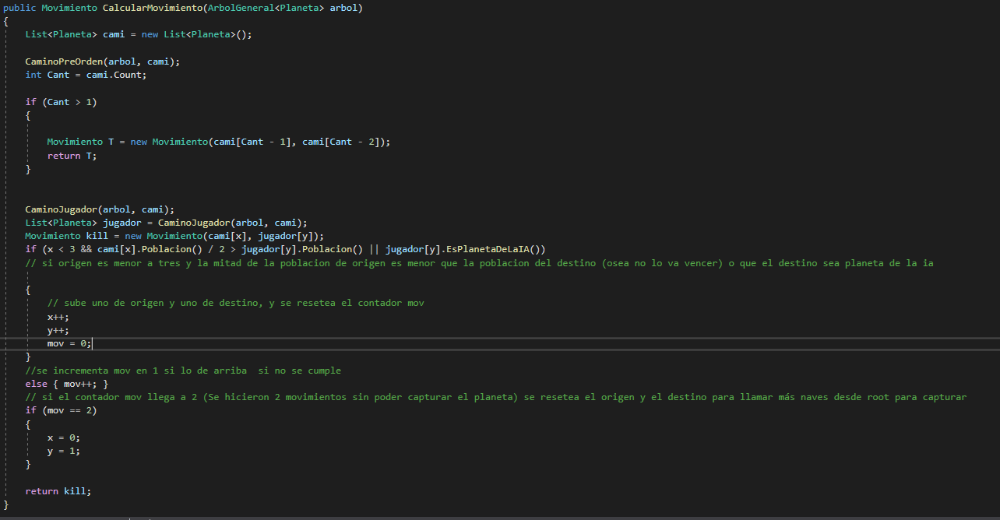 public Movimiento CalcularMovimiento(ArbolGeneral<Planeta> arbol)
{
List<Planeta> cami = new List<Planeta>();
CaminoPreOrden(arbol, cami);
int Cant = cami.Count;
if (Cant > 1)
{
Movimiento T = new Movimiento(cami[Cant - 1], cami[Cant - 2]);
return T;
}
CaminoJugador(arbol, cami);
List<Planeta> jugador = CaminoJugador(arbol, cami);
Movimiento kill = new Movimiento(cami[x], jugador[y]);
if (x < 3 && cami[x].Poblacion() / 2 > jugador[y].Poblacion() || jugador[y].EsPlanetaDeLaIA())
// si origen es menor a tres y la mitad de la poblacion de origen es menor que la poblacion del destino (osea no lo va vencer) o que el destino sea planeta de la ia
{
// sube uno de origen y uno de destino, y se resetea el contador mov
x++;
y++;
mov = 0;
}
//se incrementa mov en 1 si lo de arriba  si no se cumple
else { mov++; }
// si el contador mov llega a 2 (Se hicieron 2 movimientos sin poder capturar el planeta) se resetea el origen y el destino para llamar más naves desde root para capturar
if (mov == 2)
{
x = 0;
y = 1;
}
return kill;
}